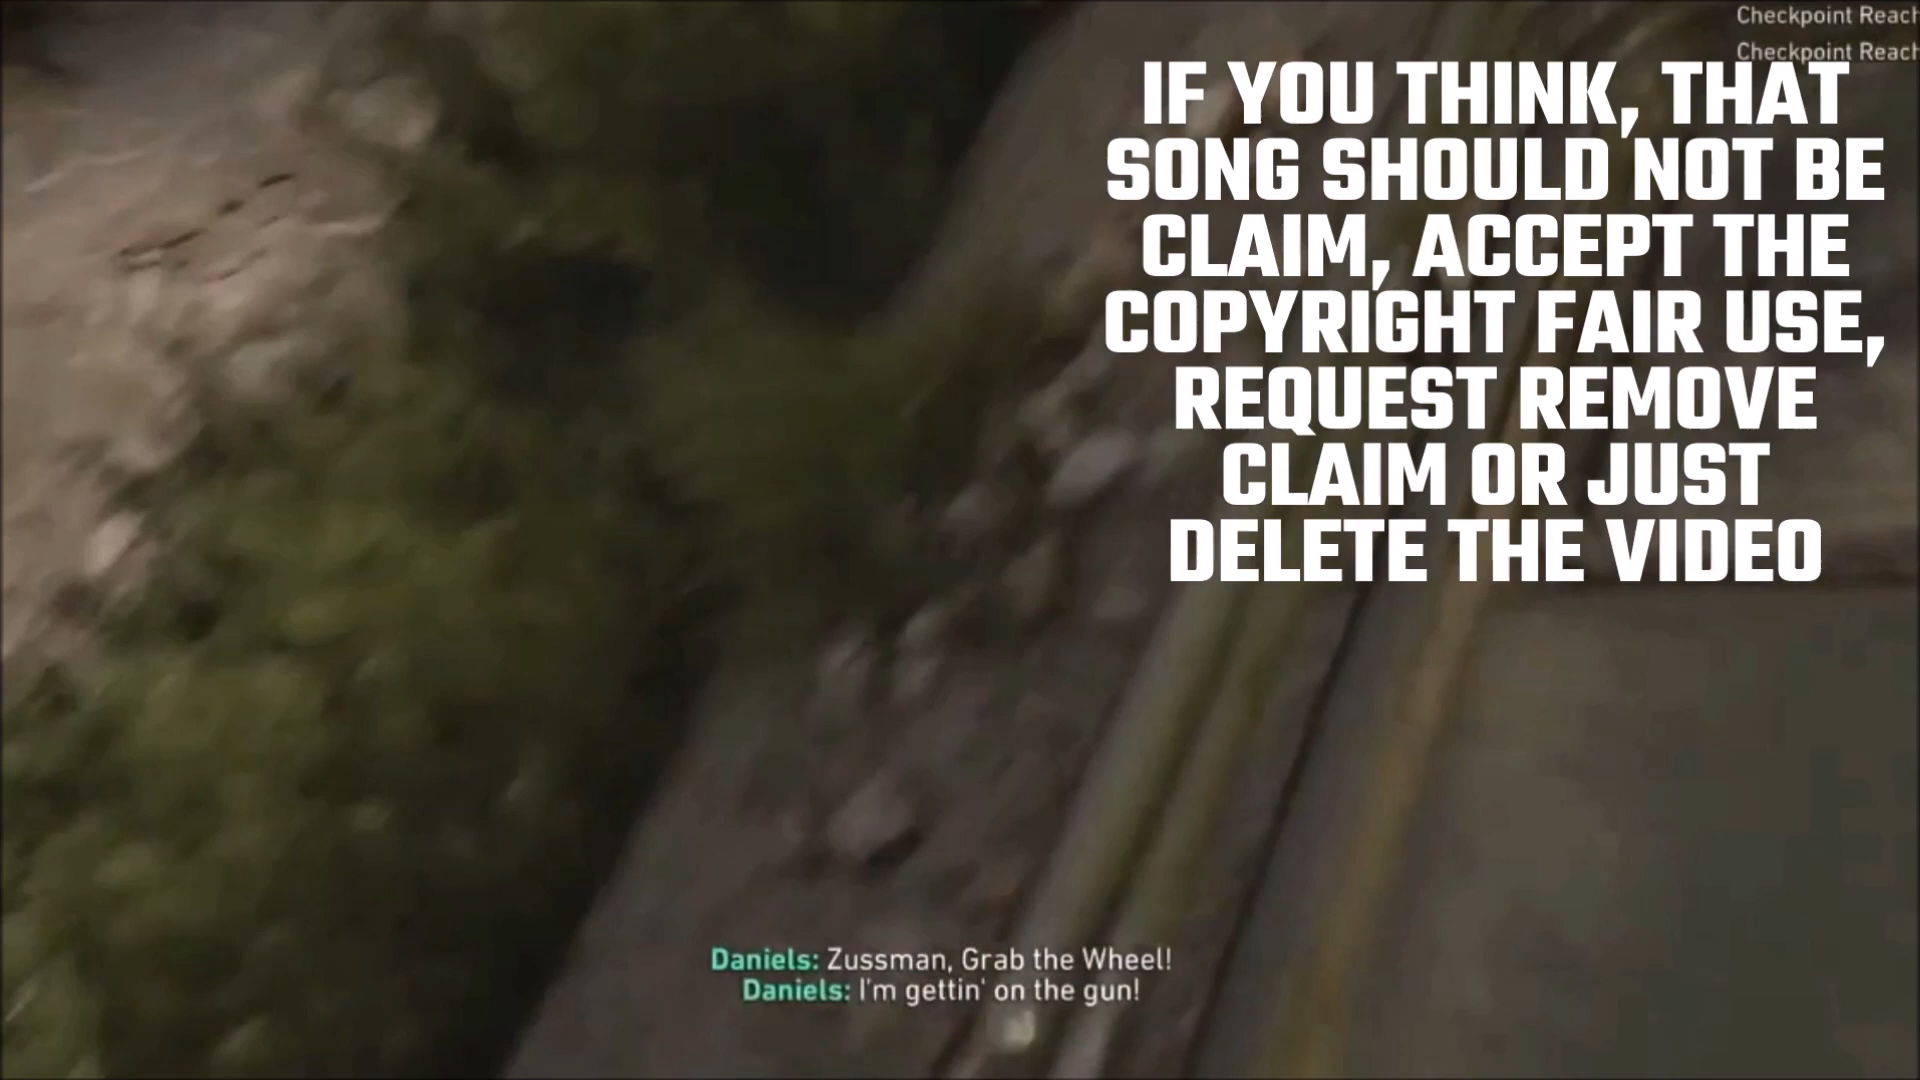 Checkpoint Reach
Checkpoint Reach
IF YOU THINK, THAT
SONG SHOULD NOT BE
CLAIM, ACCEPT THE
COPYRIGHT FAIR USE,
REQUEST REMOVE
CLAIM OR JUST
DELETE THE VIDEO
Daniels: Zussman, Grab the Wheel!
Daniels: I'm gettin' on the gun!